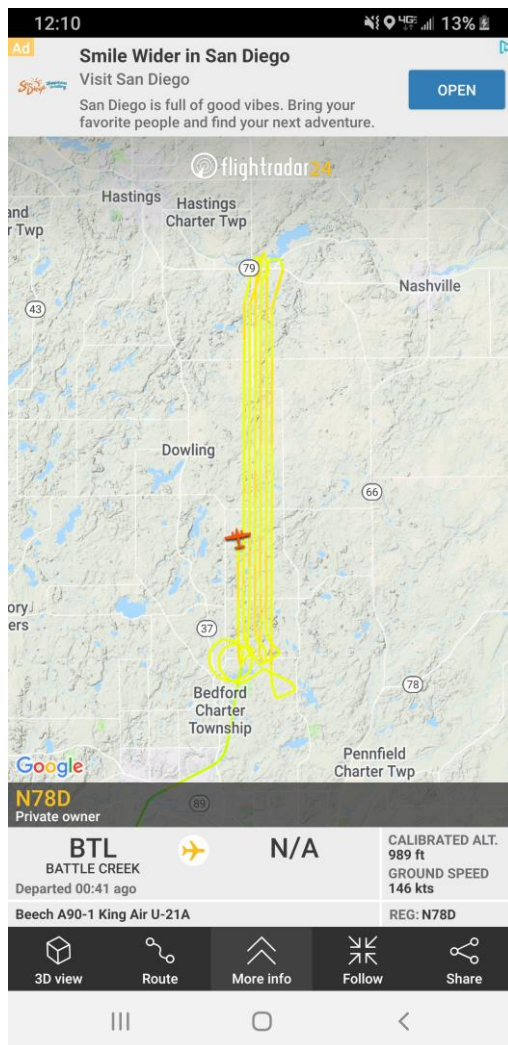 12:10
4GE
13%
Ad
Smile Wider in San Diego
Visit San Diego
San Diego is full of good vibes. Bring your
favorite people and find your next adventure.
OPEN
San Diego
flightradar24
Hastings
Hastings
Charter Twp
and
r Twp
79
Nashville
43
Dowling
66
ory
ers
37
Bedford
Charter
Township
78
Google
Pennfield
Charter Twp
89
N78D
Private owner
BTL
BATTLE CREEK
Departed 00:41 ago
N/A
CALIBRATED ALT.
989 ft
GROUND SPEED
146 kts
Beech A90-1 King Air U-21A
REG: N78D
3D view
Route
More info
Follow
Share